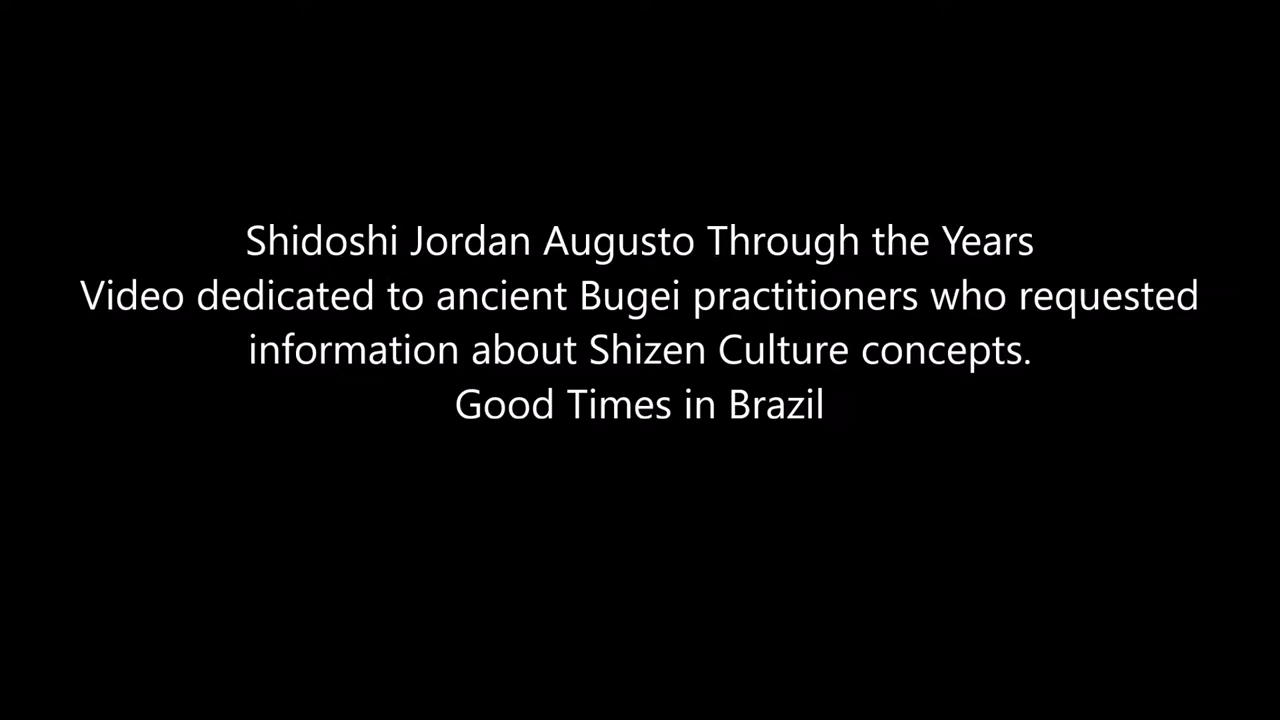 Shidoshi Jordan Augusto Through the Years
Video dedicated to ancient Bugei practitioners who requested
information about Shizen Culture concepts.
Good Times in Brazil